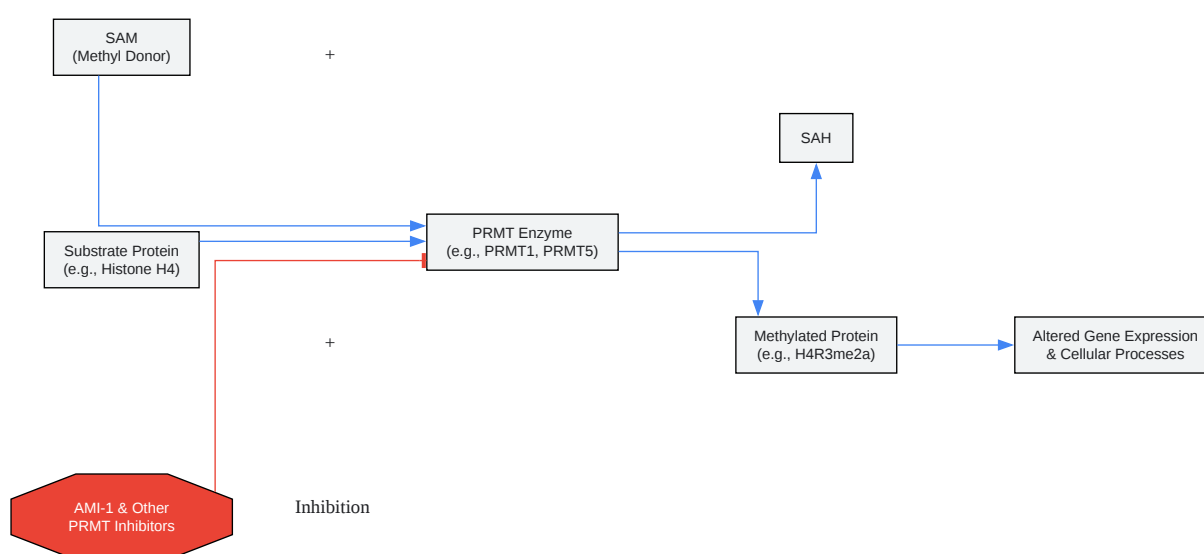 SAM
(Methyl Donor)
+
SAH
PRMT Enzyme
(e.g., PRMT1, PRMT5)
Substrate Protein
(e.g., Histone H4)
+
Methylated Protein
(e.g., H4R3me2a)
Altered Gene Expression
& Cellular Processes
AMI-1 & Other
PRMT Inhibitors
Inhibition